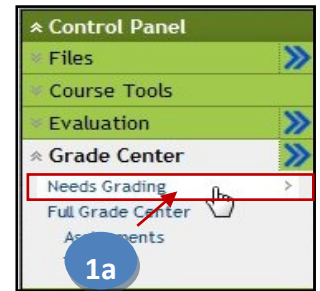 Control Panel
Files
Course Tools
Evaluation
Grade Center
Needs Grading
Full Grade Center
1a